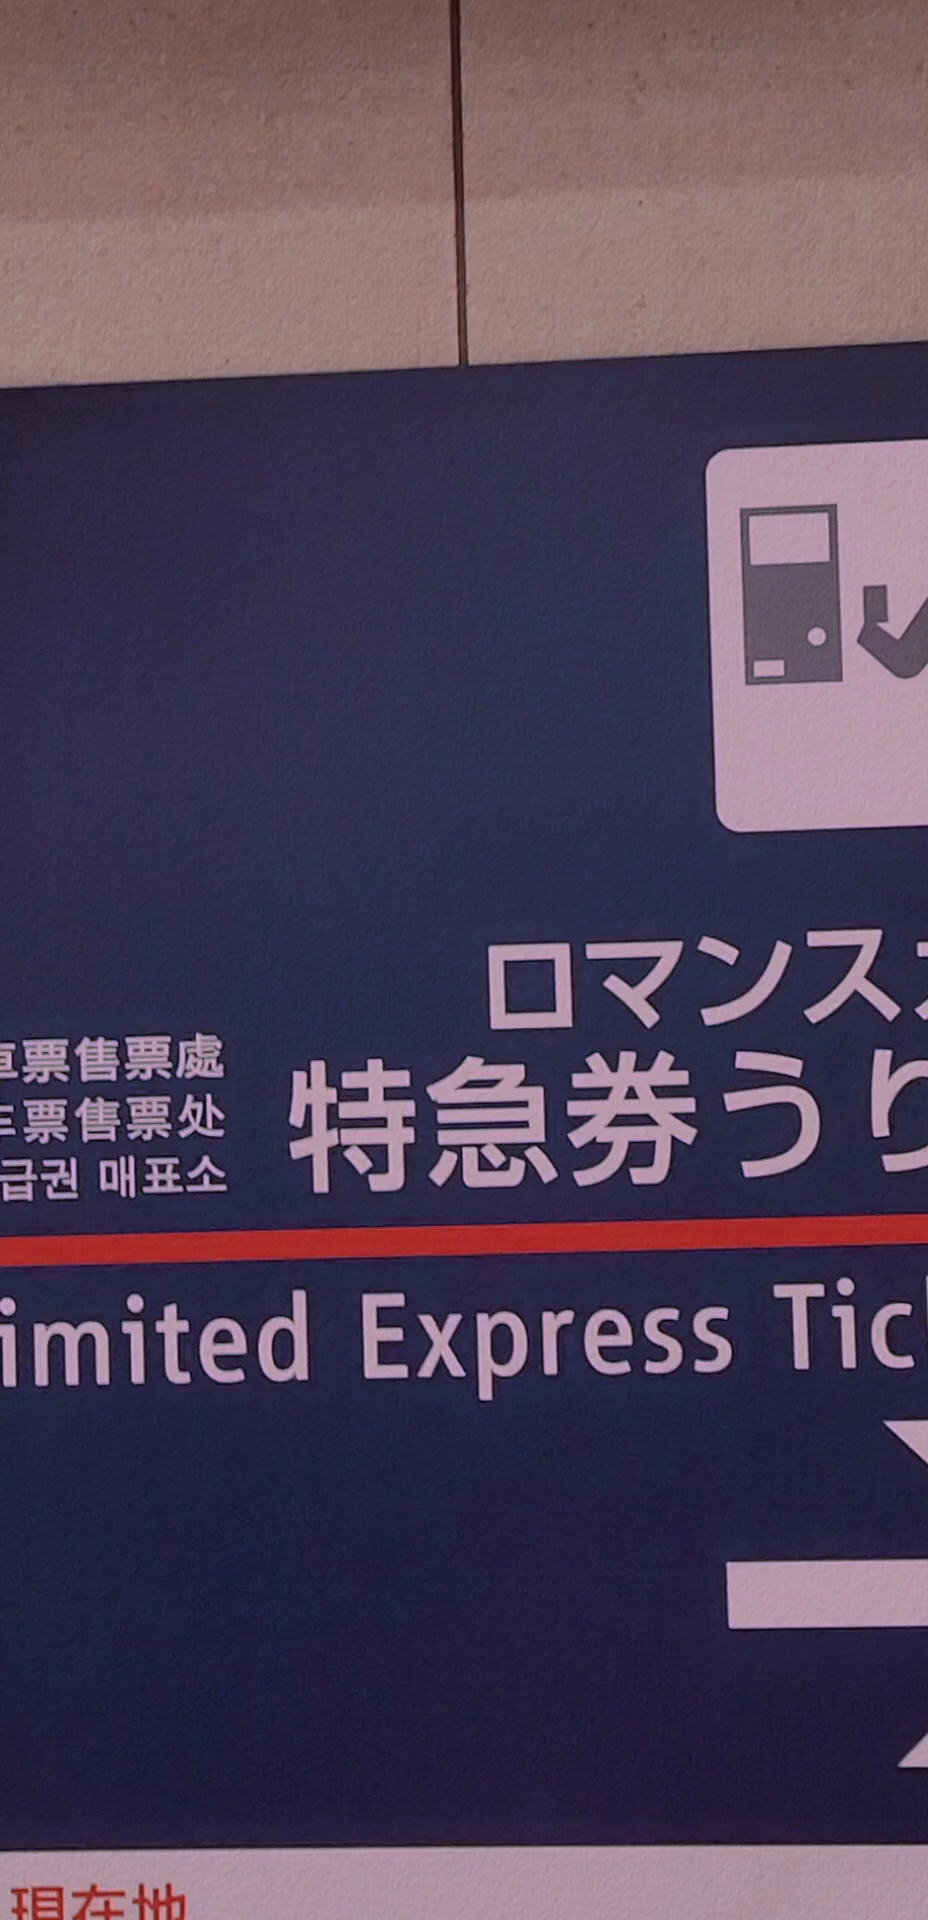 ロマンス
車票售票處
车票售票处
急권 매표소
特急券うり
imited Express Tic
現在地